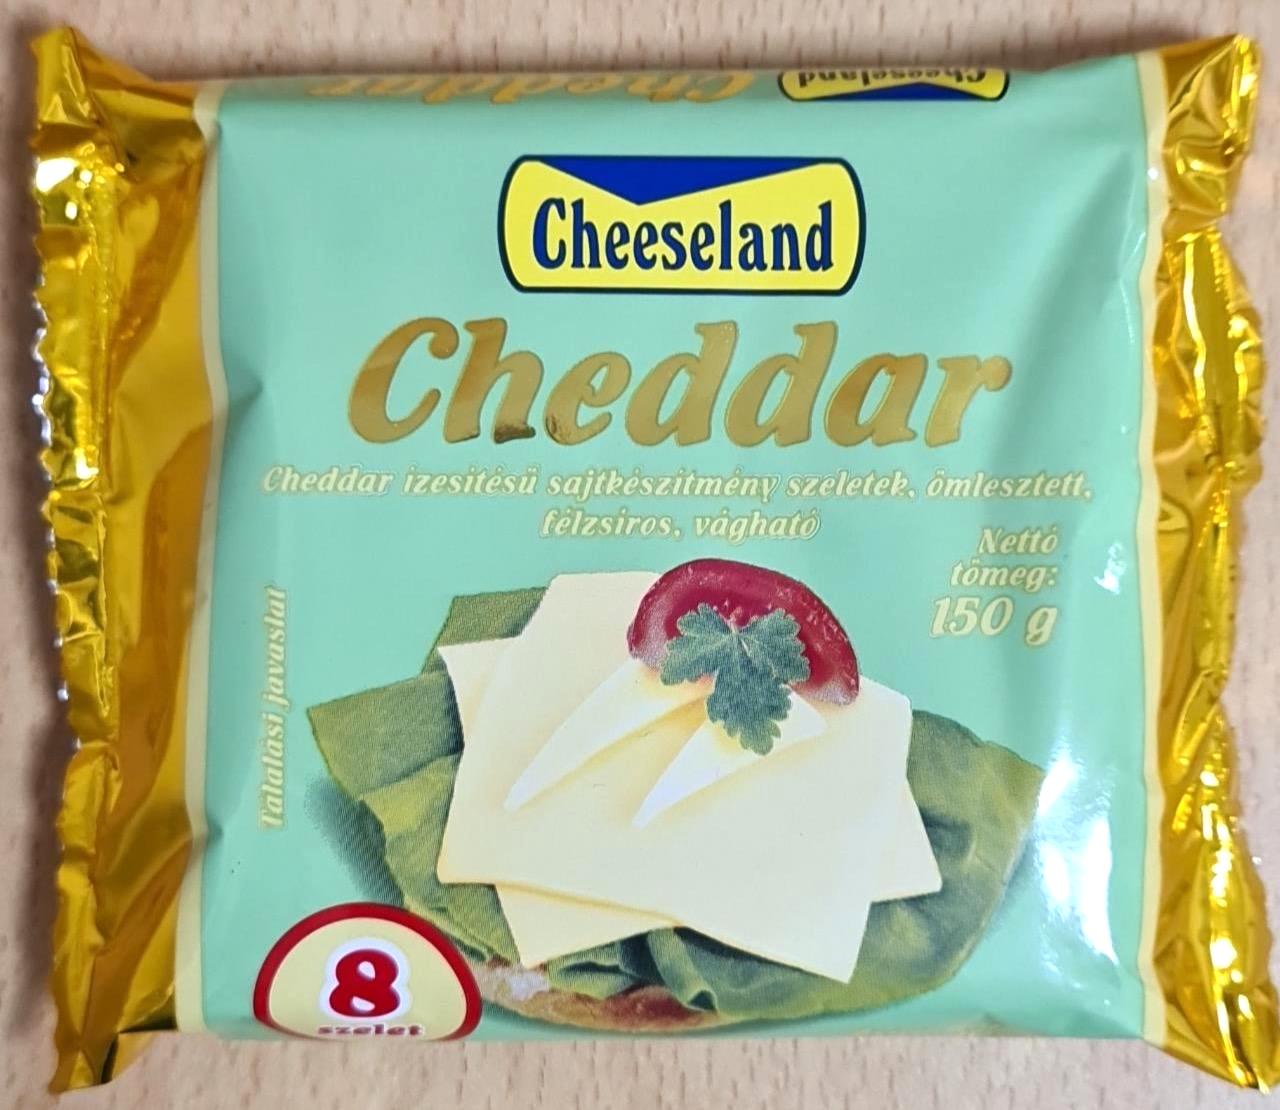 Cheddar Cheeseland
Cheeseland
Cheddar
Cheddar ízesítésű sajtkészítmény szeletek, ömlesztett,
félzsíros, vágható
Nettó
tömeg:
150 g
Tálalási javaslat
8
szelet